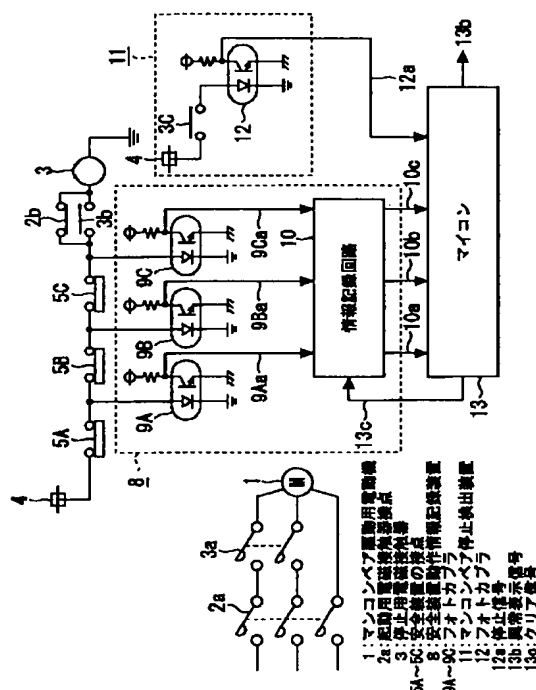 4
5A
5B
5C
2b
3b
3
8
9A
9B
9C
9Aa
9Ba
9Ca
10
情報記録回路
10a
10b
10c
11
4
3C
12
12a
13
マイコン
13b
13c
2a
3a
1
M
1:マンコンベア駆動用電動機
2a:起動用電磁接触器接点
3:停止用電磁接触器
5A~5C:安全装置の接点
8:安全装置動作情報記録装置
9A~9C:フォトカプラ
11:マンコンベア停止検出装置
12:フォトカプラ
12a:停止信号
13b:異常表示信号
13c:クリア信号